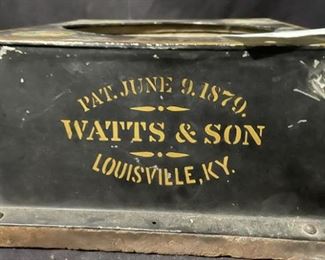 PAT. JUNE 9. 1879.
WATTS & SON
LOUISVILLE, KY.